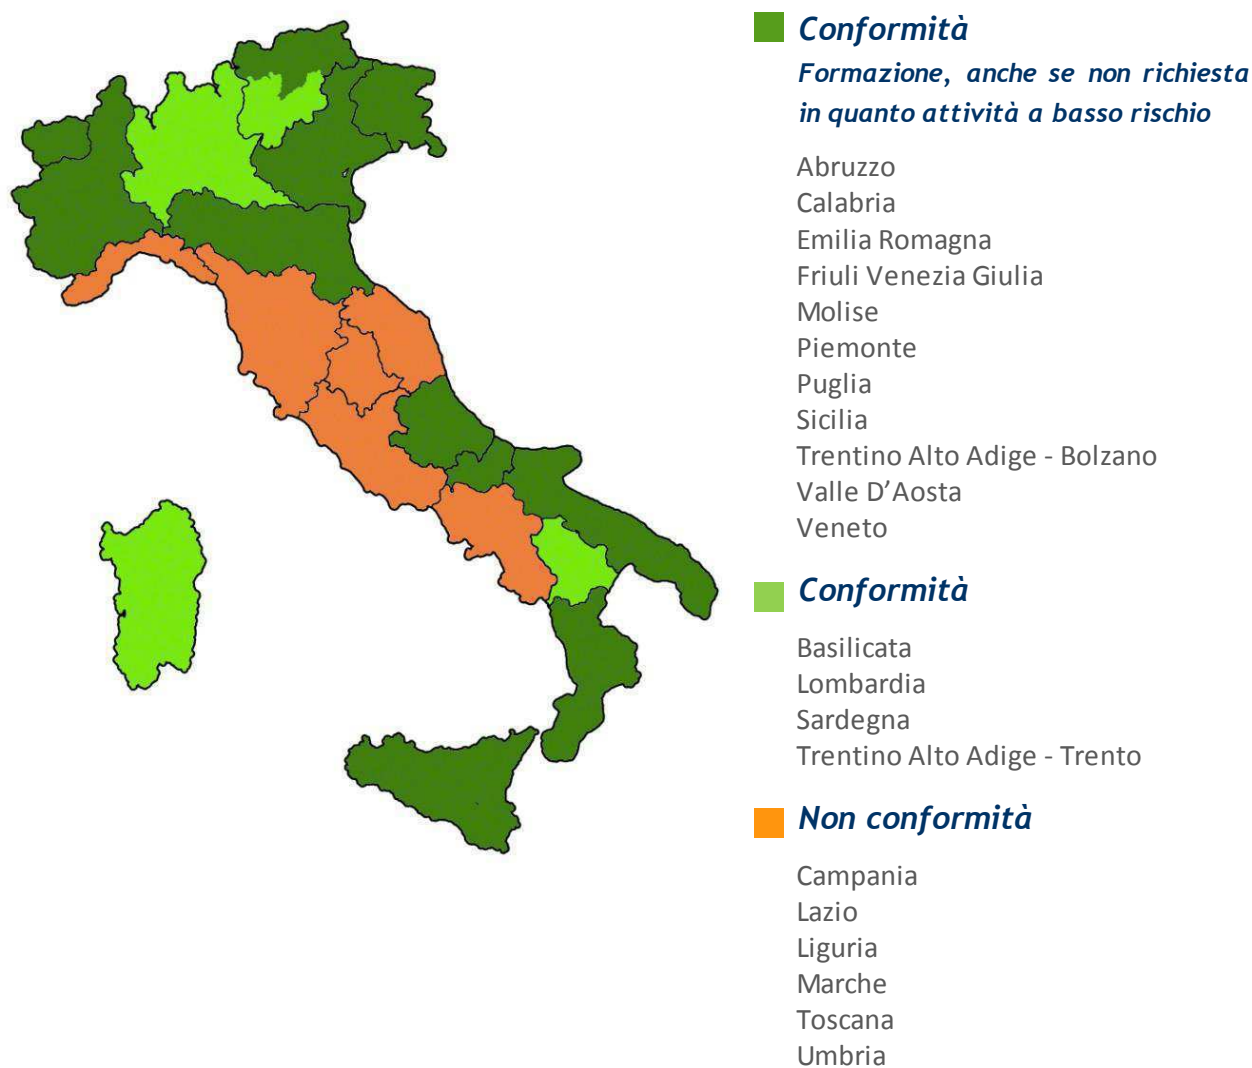 Conformità
Formazione, anche se non richiesta
in quanto attività a basso rischio
Abruzzo
Calabria
Emilia Romagna
Friuli Venezia Giulia
Molise
Piemonte
Puglia
Sicilia
Trentino Alto Adige - Bolzano
Valle D’Aosta
Veneto
Conformità
Basilicata
Lombardia
Sardegna
Trentino Alto Adige - Trento
Non conformità
Campania
Lazio
Liguria
Marche
Toscana
Umbria